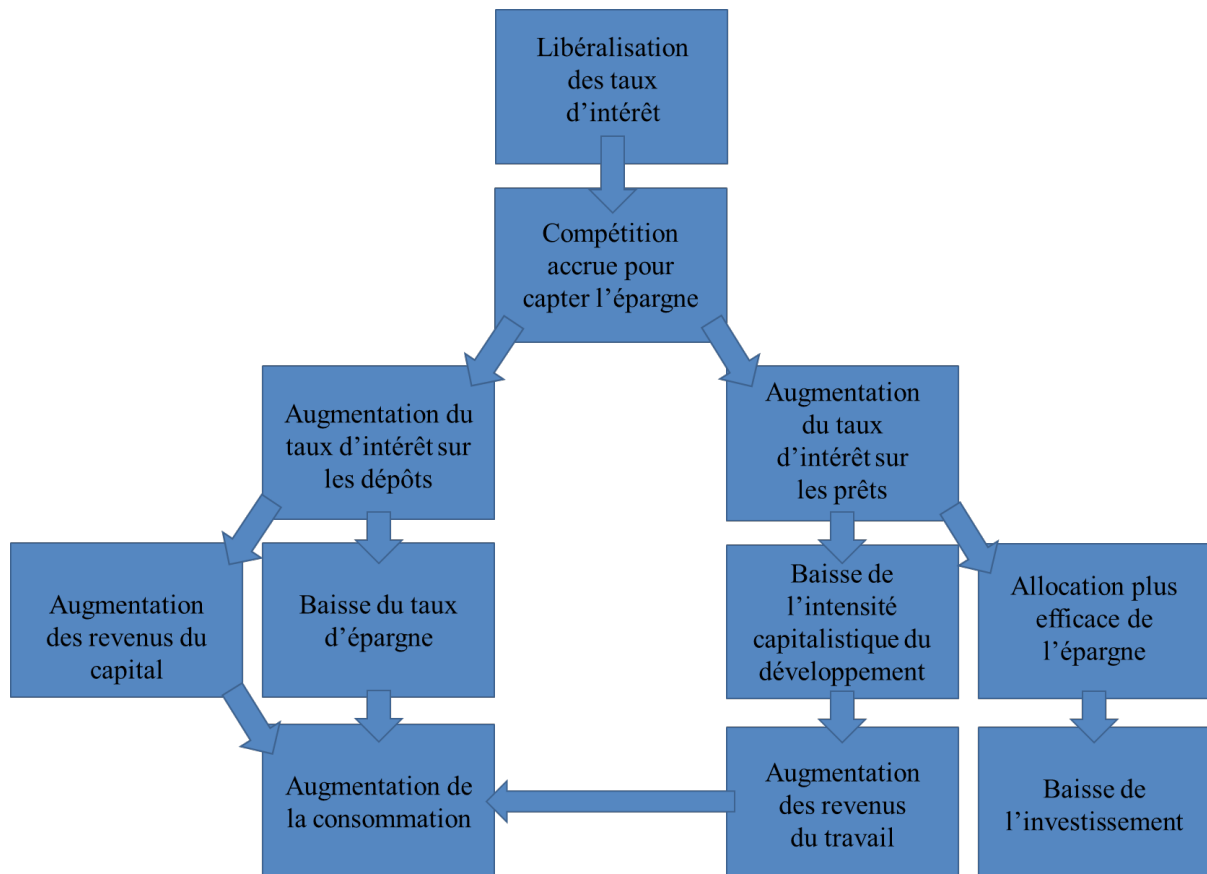 Libéralisation
des taux
d’intérêt
Compétition
accrue pour
capter l’épargne
Augmentation du
taux d’intérêt sur
les dépôts
Augmentation
du taux
d’intérêt sur
les prêts
Augmentation
des revenus du
capital
Baisse du taux
d’épargne
Baisse de
l’intensité
capitalistique du
développement
Allocation plus
efficace de
l’épargne
Augmentation de
la consommation
Augmentation
des revenus
du travail
Baisse de
l’investissement